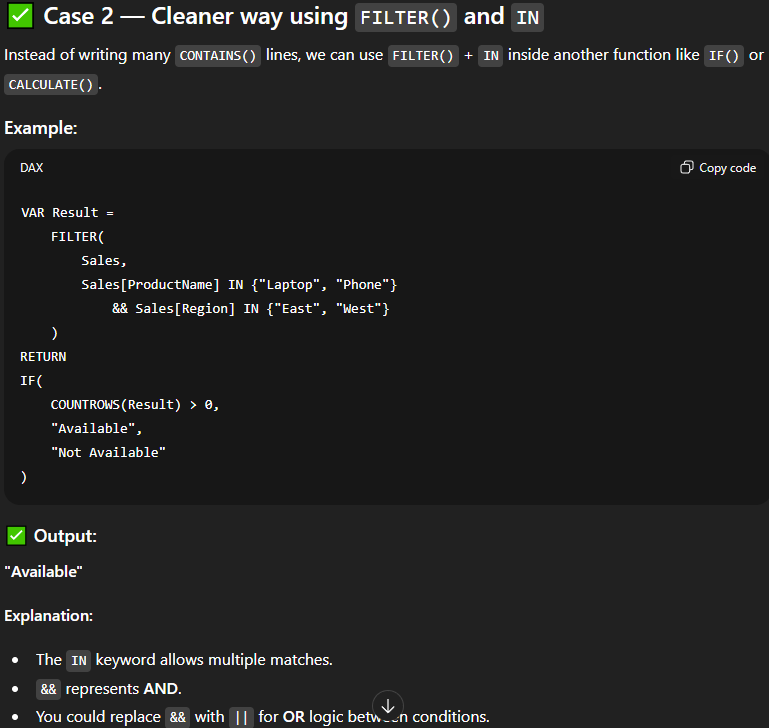 ✅ Case 2 — Cleaner way using FILTER() and IN
Instead of writing many CONTAINS() lines, we can use FILTER() + IN inside another function like IF() or
CALCULATE().
Example:
DAX
Copy code
VAR Result =
    FILTER(
        Sales,
        Sales[ProductName] IN {"Laptop", "Phone"}
            && Sales[Region] IN {"East", "West"}
    )
RETURN
IF(
    COUNTROWS(Result) > 0,
    "Available",
    "Not Available"
)
✅ Output:
"Available"
Explanation:
• The IN keyword allows multiple matches.
• && represents AND.
• You could replace && with || for OR logic between conditions.